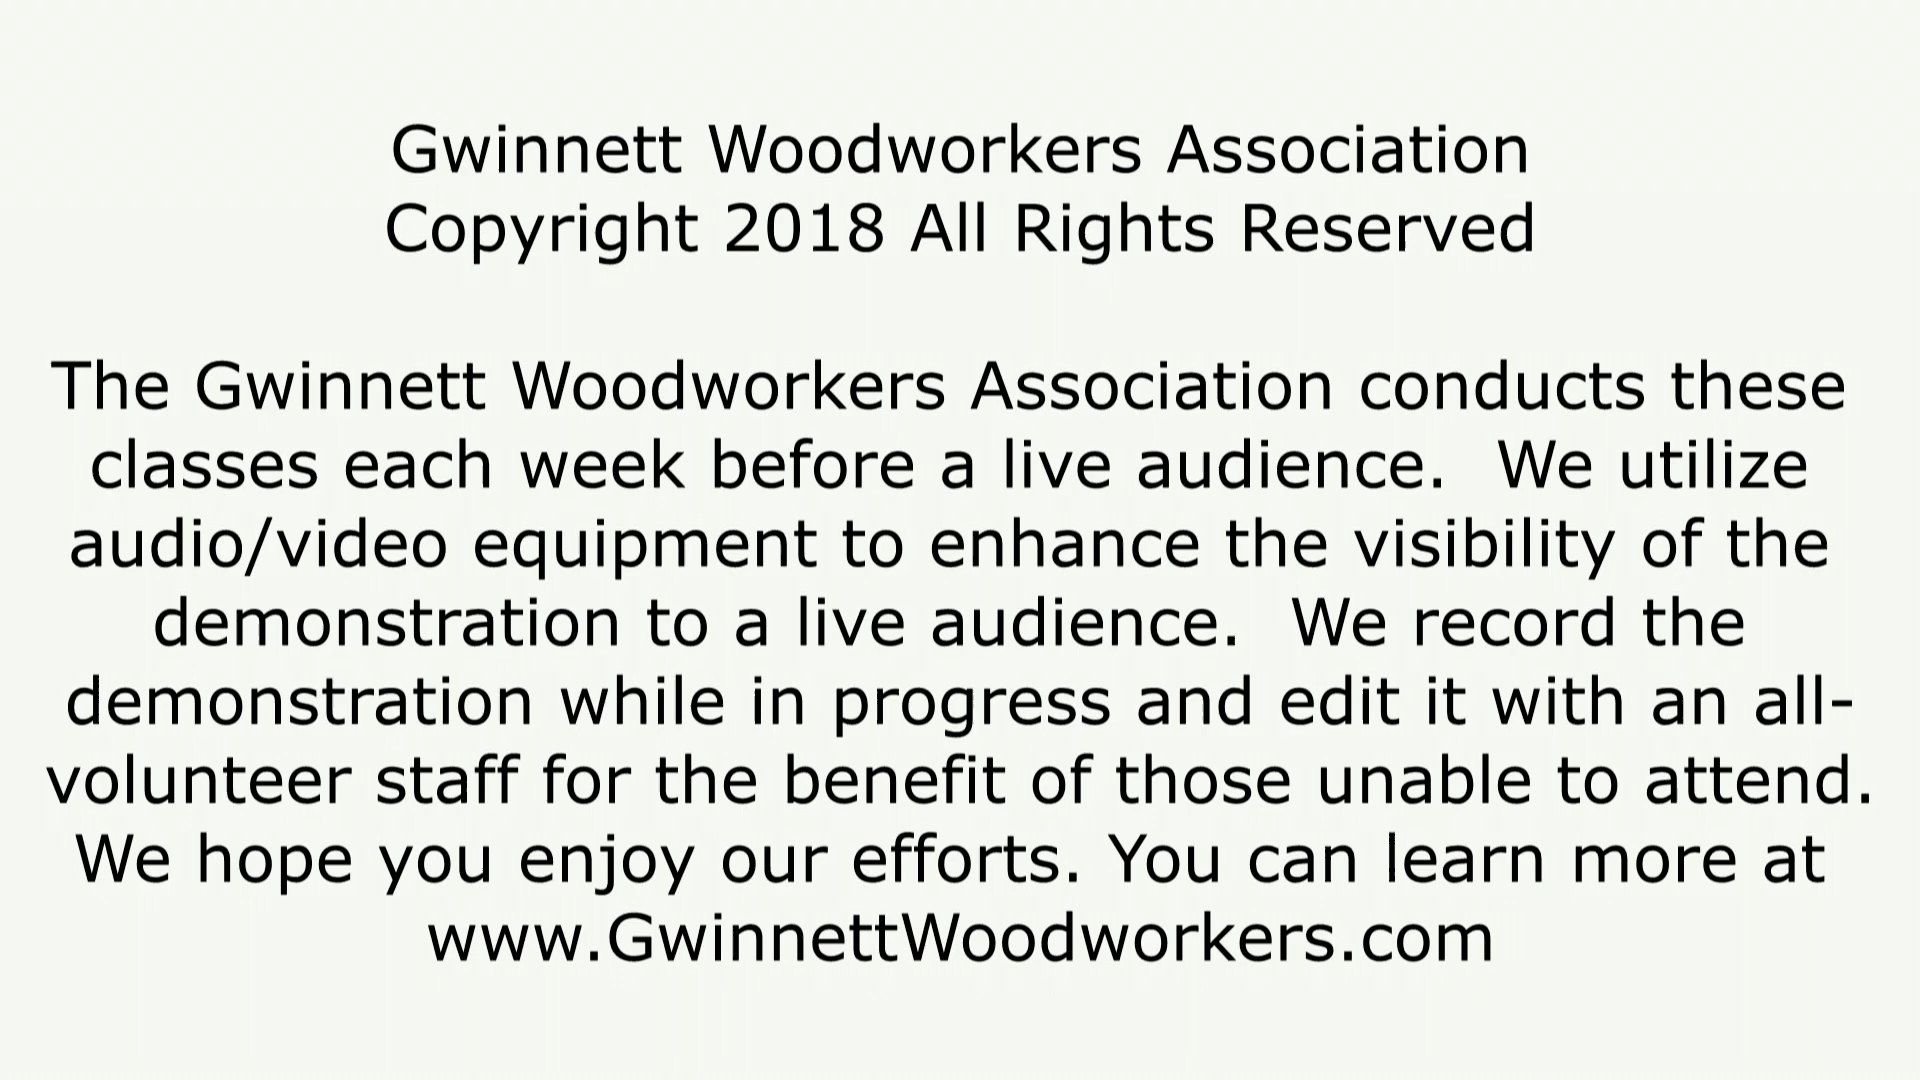 Gwinnett Woodworkers Association
Copyright 2018 All Rights Reserved
The Gwinnett Woodworkers Association conducts these
classes each week before a live audience.  We utilize
audio/video equipment to enhance the visibility of the
demonstration to a live audience.  We record the
demonstration while in progress and edit it with an all-
volunteer staff for the benefit of those unable to attend.
We hope you enjoy our efforts. You can learn more at
www.GwinnettWoodworkers.com